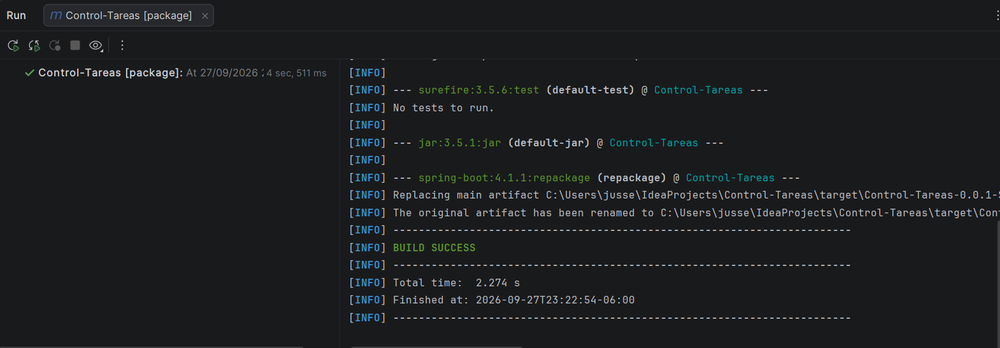 Run
Control-Tareas [package]
Control-Tareas [package]: At 27/09/2026 4 sec, 511 ms
[INFO]
[INFO] --- surefire:3.5.6:test (default-test) @ Control-Tareas ---
[INFO] No tests to run.
[INFO]
[INFO] --- jar:3.5.1:jar (default-jar) @ Control-Tareas ---
[INFO]
[INFO] --- spring-boot:4.1.1:repackage (repackage) @ Control-Tareas ---
[INFO] Replacing main artifact C:\Users\jusse\IdeaProjects\Control-Tareas\target\Control-Tareas-0.0.1-
[INFO] The original artifact has been renamed to C:\Users\jusse\IdeaProjects\Control-Tareas\target\Con
[INFO] ------------------------------------------------------------------------
[INFO] BUILD SUCCESS
[INFO] ------------------------------------------------------------------------
[INFO] Total time:  2.274 s
[INFO] Finished at: 2026-09-27T23:22:54-06:00
[INFO] ------------------------------------------------------------------------